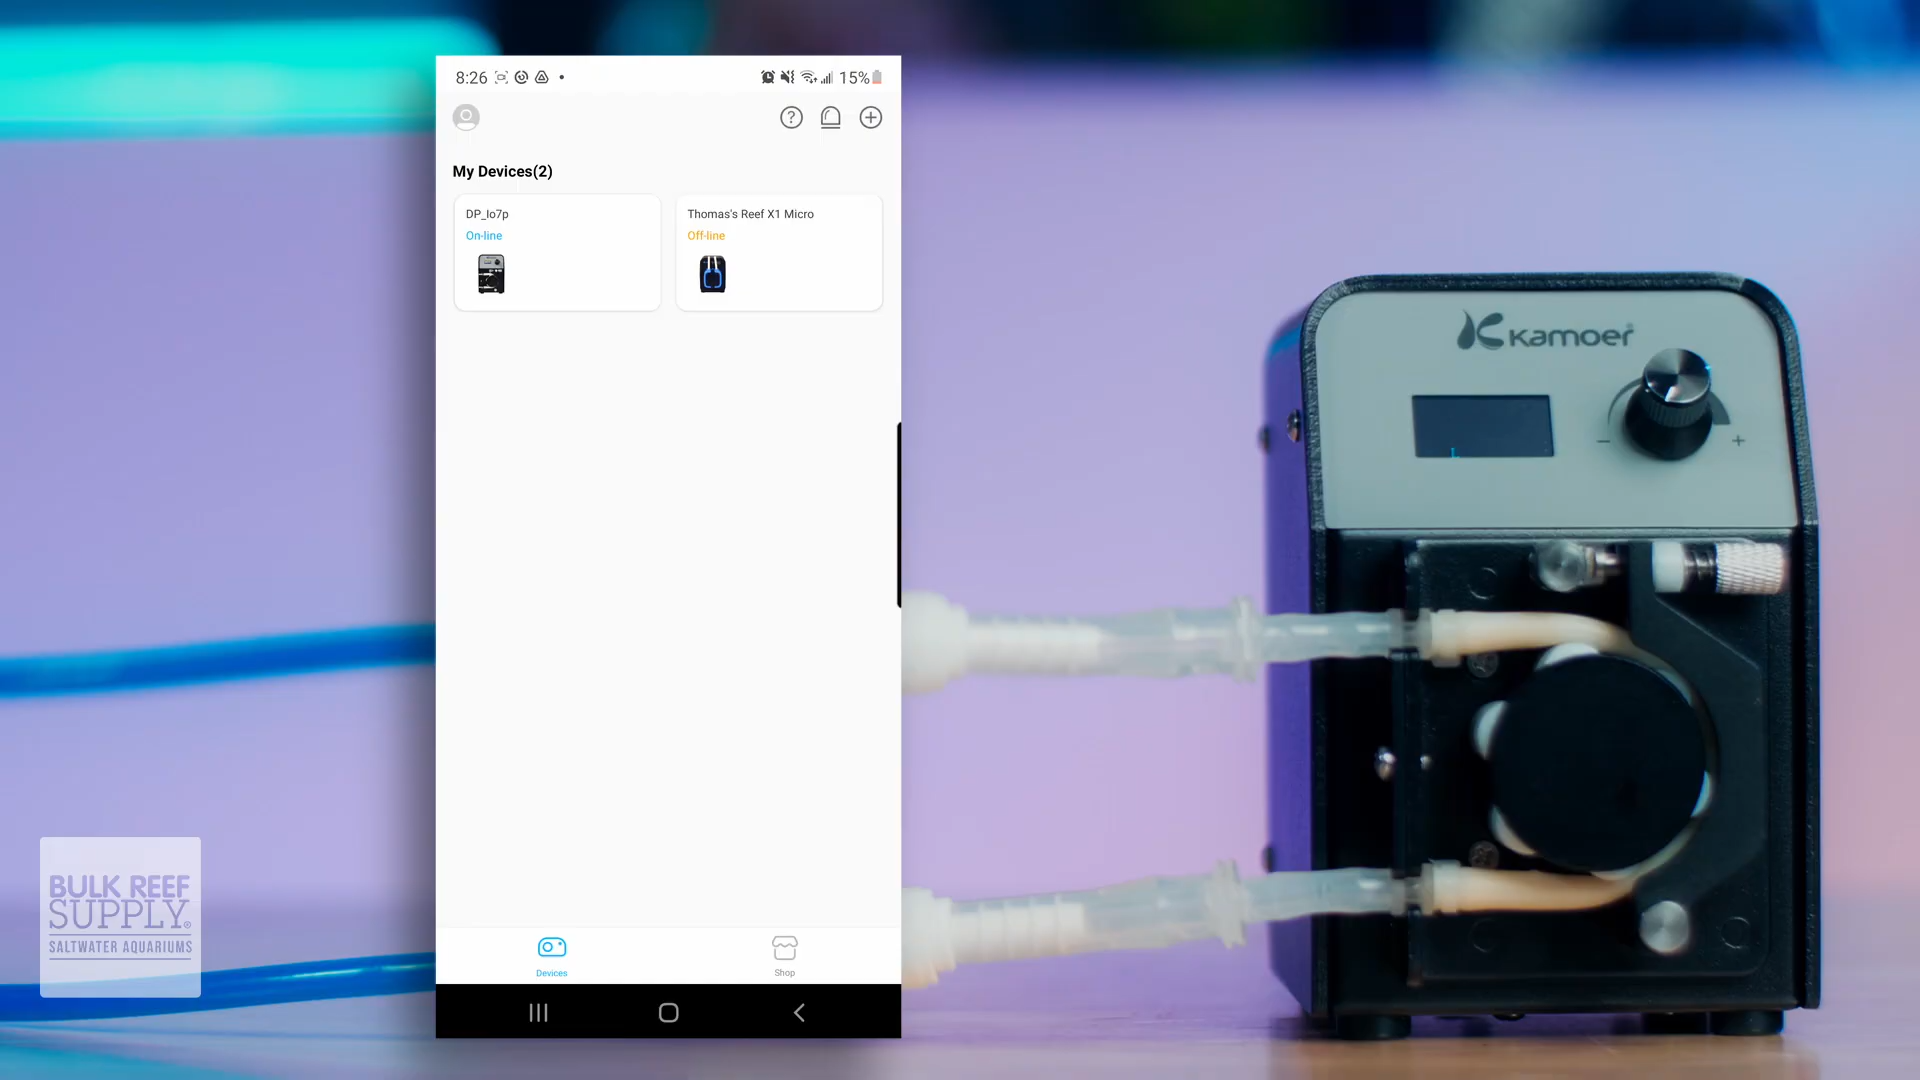 8:26
15%
My Devices(2)
DP_Io7p
On-line
Thomas's Reef X1 Micro
Off-line
Devices
Shop
Kamoer
BULK REEF
SUPPLY
SALTWATER AQUARIUMS